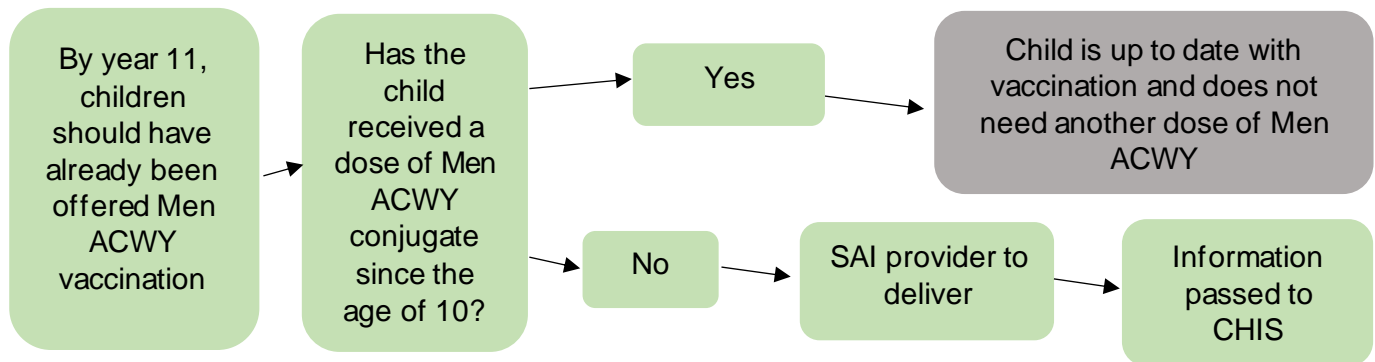 By year 11,
children
should have
already been
offered Men
ACWY
vaccination
Has the
child
received a
dose of Men
ACWY
conjugate
since the
age of 10?
Yes
Child is up to date with
vaccination and does not
need another dose of Men
ACWY
No
SAI provider to
deliver
Information
passed to
CHIS